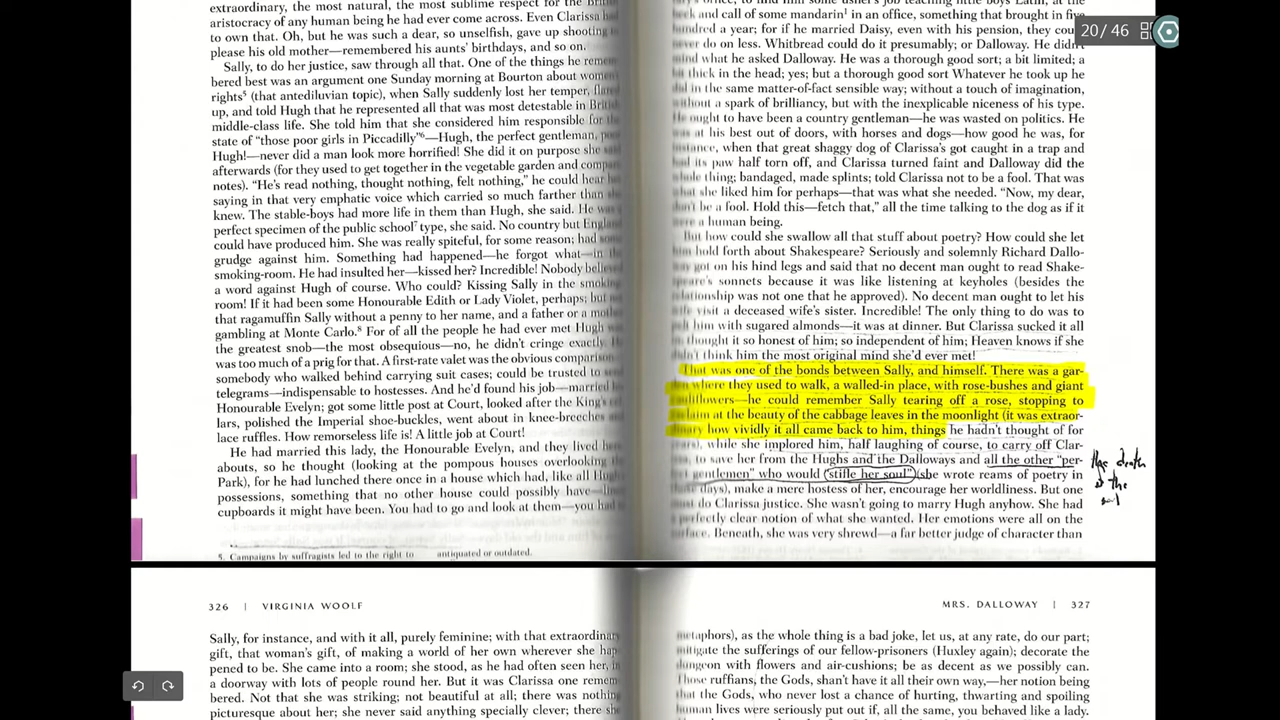 extraordinary, the most natural, the most sublime respect for the British
aristocracy of any human being he had ever come across. Even Clarissa had
to own that. Oh, but he was such a dear, so unselfish, gave up shooting to
please his old mother—remembered his aunts' birthdays, and so on.
Sally, to do her justice, saw through all that. One of the things he remem-
bered best was an argument one Sunday morning at Bourton about women's
rights⁵ (that antediluvian topic), when Sally suddenly lost her temper, flared
up, and told Hugh that he represented all that was most detestable in British
middle-class life. She told him that she considered him responsible for the
state of "those poor girls in Piccadilly"⁶—Hugh, the perfect gentleman, poor
Hugh!—never did a man look more horrified! She did it on purpose she said
afterwards (for they used to get together in the vegetable garden and compare
notes). "He's read nothing, thought nothing, felt nothing," he could hear her
saying in that very emphatic voice which carried so much farther than she
knew. The stable-boys had more life in them than Hugh, she said. He was a
perfect specimen of the public school⁷ type, she said. No country but England
could have produced him. She was really spiteful, for some reason; had some
grudge against him. Something had happened—he forgot what—in the
smoking-room. He had insulted her—kissed her? Incredible! Nobody believed
a word against Hugh of course. Who could? Kissing Sally in the smoking-
room! If it had been some Honourable Edith or Lady Violet, perhaps; but not
that ragamuffin Sally without a penny to her name, and a father or a mother
gambling at Monte Carlo.⁸ For of all the people he had ever met Hugh was
the greatest snob—the most obsequious—no, he didn't cringe exactly. He
was too much of a prig for that. A first-rate valet was the obvious comparison—
somebody who walked behind carrying suit cases; could be trusted to send
telegrams—indispensable to hostesses. And he'd found his job—married his
Honourable Evelyn; got some little post at Court, looked after the King's cel-
lars, polished the Imperial shoe-buckles, went about in knee-breeches and
lace ruffles. How remorseless life is! A little job at Court!
He had married this lady, the Honourable Evelyn, and they lived here-
abouts, so he thought (looking at the pompous houses overlooking the
Park), for he had lunched there once in a house which had, like all Hugh's
possessions, something that no other house could possibly have—linen
cupboards it might have been. You had to go and look at them—you had
5. Campaigns by suffragists led to the right to
antiquated or outdated.
beck and call of some mandarin¹ in an office, something that brought in five
hundred a year; for if he married Daisy, even with his pension, they could
never do on less. Whitbread could do it presumably; or Dalloway. He didn't
mind what he asked Dalloway. He was a thorough good sort; a bit limited; a
bit thick in the head; yes; but a thorough good sort Whatever he took up he
did in the same matter-of-fact sensible way; without a touch of imagination,
without a spark of brilliancy, but with the inexplicable niceness of his type.
He ought to have been a country gentleman—he was wasted on politics. He
was at his best out of doors, with horses and dogs—how good he was, for
instance, when that great shaggy dog of Clarissa's got caught in a trap and
had its paw half torn off, and Clarissa turned faint and Dalloway did the
whole thing; bandaged, made splints; told Clarissa not to be a fool. That was
what she liked him for perhaps—that was what she needed. "Now, my dear,
don't be a fool. Hold this—fetch that," all the time talking to the dog as if it
were a human being.
But how could she swallow all that stuff about poetry? How could she let
him hold forth about Shakespeare? Seriously and solemnly Richard Dallo-
way got on his hind legs and said that no decent man ought to read Shake-
speare's sonnets because it was like listening at keyholes (besides the
relationship was not one that he approved). No decent man ought to let his
wife visit a deceased wife's sister. Incredible! The only thing to do was to
pelt him with sugared almonds—it was at dinner. But Clarissa sucked it all
in; thought it so honest of him; so independent of him; Heaven knows if she
didn't think him the most original mind she'd ever met!
That was one of the bonds between Sally, and himself. There was a gar-
den where they used to walk, a walled-in place, with rose-bushes and giant
cauliflowers—he could remember Sally tearing off a rose, stopping to
exclaim at the beauty of the cabbage leaves in the moonlight (it was extraor-
dinary how vividly it all came back to him, things he hadn't thought of for
years), while she implored him, half laughing of course, to carry off Clar-
issa, to save her from the Hughs and the Dalloways and all the other "per-
fect gentlemen" who would "stifle her soul" (she wrote reams of poetry in
those days), make a mere hostess of her, encourage her worldliness. But one
must do Clarissa justice. She wasn't going to marry Hugh anyhow. She had
a perfectly clear notion of what she wanted. Her emotions were all on the
surface. Beneath, she was very shrewd—a far better judge of character than
the death
of the
soul
20 / 46
326 | VIRGINIA WOOLF
Sally, for instance, and with it all, purely feminine; with that extraordinary
gift, that woman's gift, of making a world of her own wherever she hap-
pened to be. She came into a room; she stood, as he had often seen her, in
a doorway with lots of people round her. But it was Clarissa one remem-
bered. Not that she was striking; not beautiful at all; there was nothing
picturesque about her; she never said anything specially clever; there she
MRS. DALLOWAY | 327
metaphors), as the whole thing is a bad joke, let us, at any rate, do our part;
mitigate the sufferings of our fellow-prisoners (Huxley again); decorate the
dungeon with flowers and air-cushions; be as decent as we possibly can.
Those ruffians, the Gods, shan't have it all their own way,—her notion being
that the Gods, who never lost a chance of hurting, thwarting and spoiling
human lives were seriously put out if, all the same, you behaved like a lady.